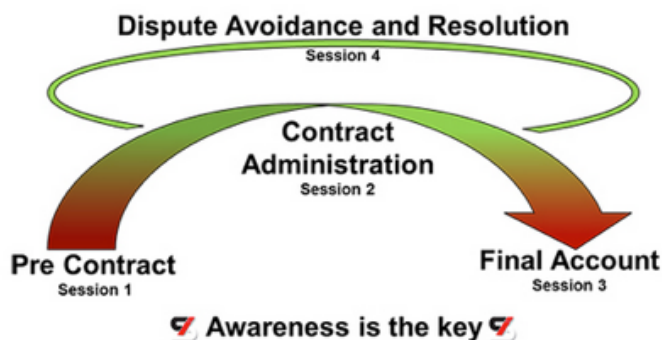 Dispute Avoidance and Resolution
Session 4
Contract
Administration
Session 2
Pre Contract
Session 1
Final Account
Session 3
Awareness is the key